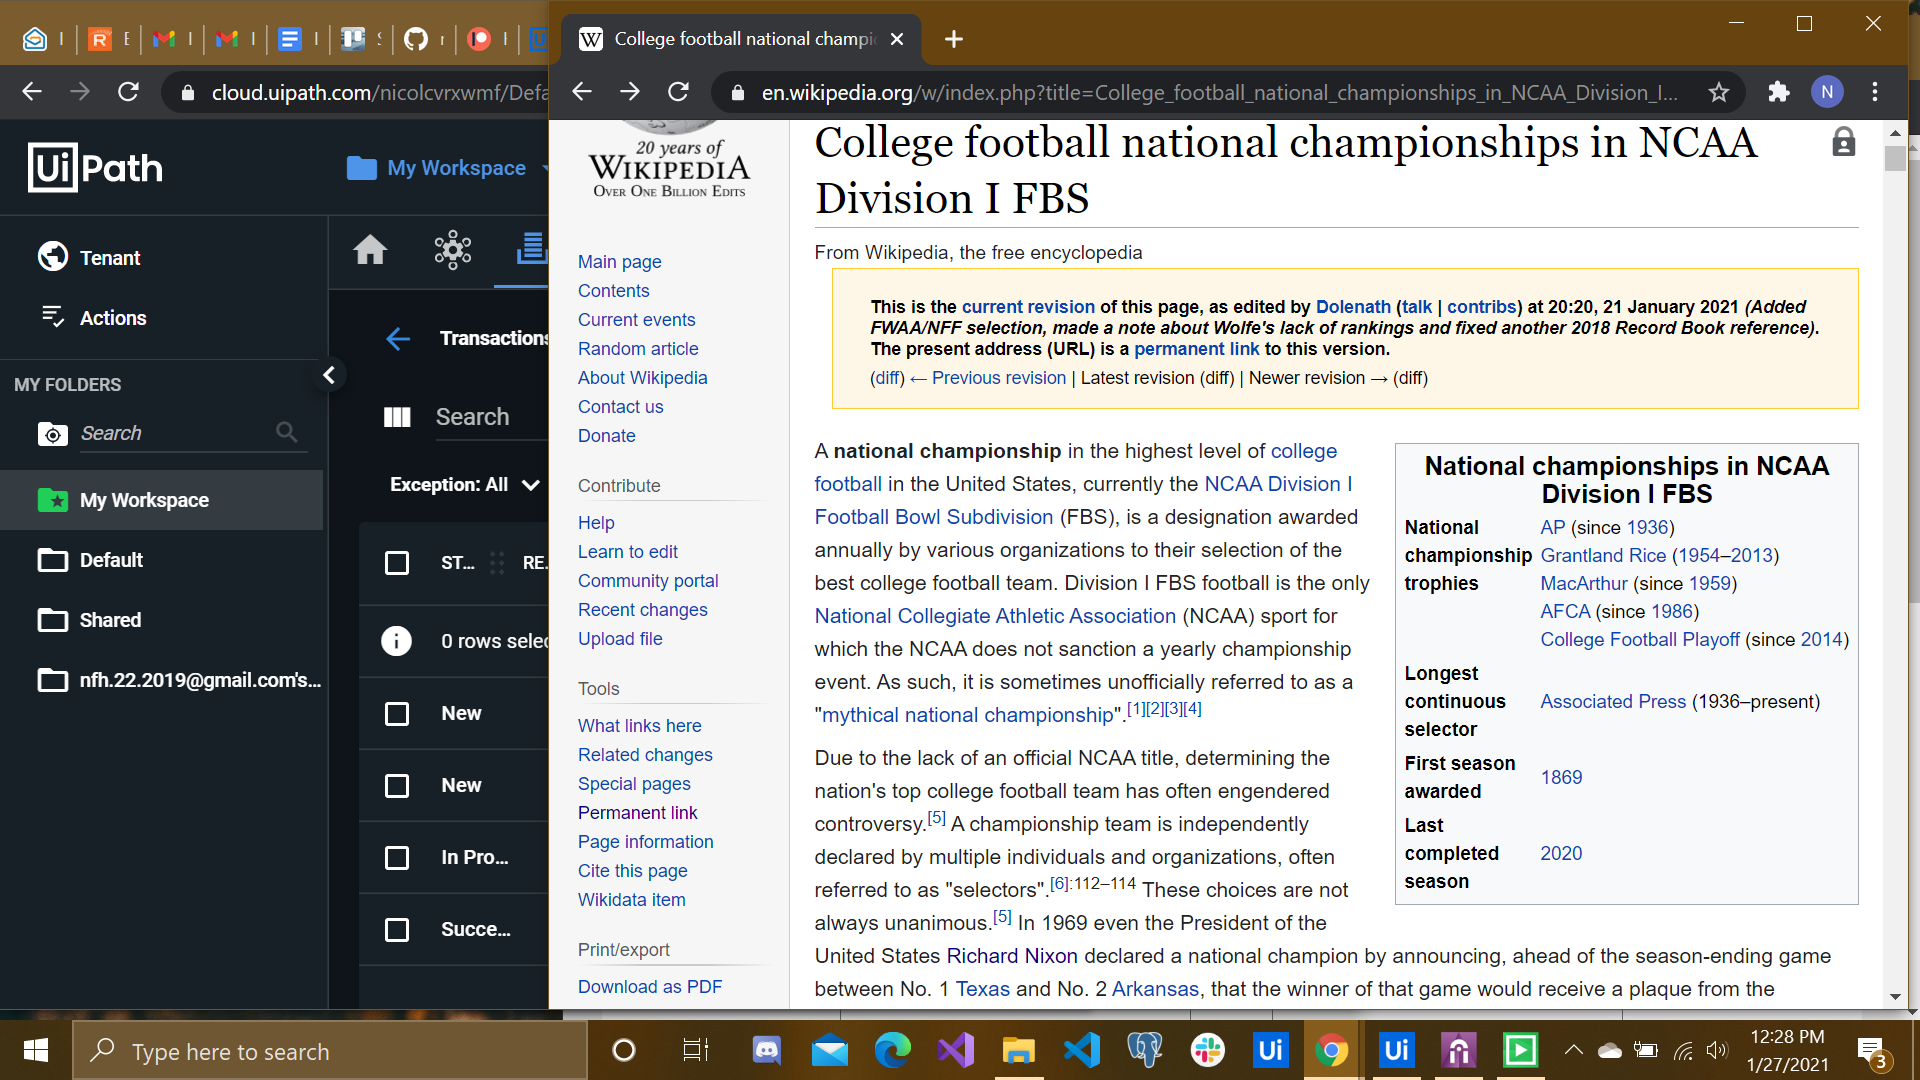 College football national champi
cloud.uipath.com/nicolcvrxwmf/Defa
en.wikipedia.org/w/index.php?title=College_football_national_championships_in_NCAA_Division_I...
N
Ui Path
My Workspace
Tenant
Actions
MY FOLDERS
Search
My Workspace
Default
Shared
nfh.22.2019@gmail.com's...
Transactions
Search
Exception: All
ST... RE.
0 rows selec
New
New
In Pro...
Succe...
20 years of
WIKIPEDIA
OVER ONE BILLION EDITS
Main page
Contents
Current events
Random article
About Wikipedia
Contact us
Donate
Contribute
Help
Learn to edit
Community portal
Recent changes
Upload file
Tools
What links here
Related changes
Special pages
Permanent link
Page information
Cite this page
Wikidata item
Print/export
Download as PDF
College football national championships in NCAA
Division I FBS
From Wikipedia, the free encyclopedia
This is the current revision of this page, as edited by Dolenath (talk | contribs) at 20:20, 21 January 2021 (Added
FWAA/NFF selection, made a note about Wolfe's lack of rankings and fixed another 2018 Record Book reference).
The present address (URL) is a permanent link to this version.
(diff) ← Previous revision | Latest revision (diff) | Newer revision → (diff)
A national championship in the highest level of college
football in the United States, currently the NCAA Division I
Football Bowl Subdivision (FBS), is a designation awarded
annually by various organizations to their selection of the
best college football team. Division I FBS football is the only
National Collegiate Athletic Association (NCAA) sport for
which the NCAA does not sanction a yearly championship
event. As such, it is sometimes unofficially referred to as a
"mythical national championship".[1][2][3][4]
Due to the lack of an official NCAA title, determining the
nation's top college football team has often engendered
controversy.[5] A championship team is independently
declared by multiple individuals and organizations, often
referred to as "selectors".[6]:112–114 These choices are not
always unanimous.[5] In 1969 even the President of the
United States Richard Nixon declared a national champion by announcing, ahead of the season-ending game
between No. 1 Texas and No. 2 Arkansas, that the winner of that game would receive a plaque from the
National championships in NCAA
Division I FBS
National
championship
trophies
AP (since 1936)
Grantland Rice (1954–2013)
MacArthur (since 1959)
AFCA (since 1986)
College Football Playoff (since 2014)
Longest
continuous
selector
Associated Press (1936–present)
First season
awarded
1869
Last
completed
season
2020
Type here to search
Ui
Ui
12:28 PM
1/27/2021
3